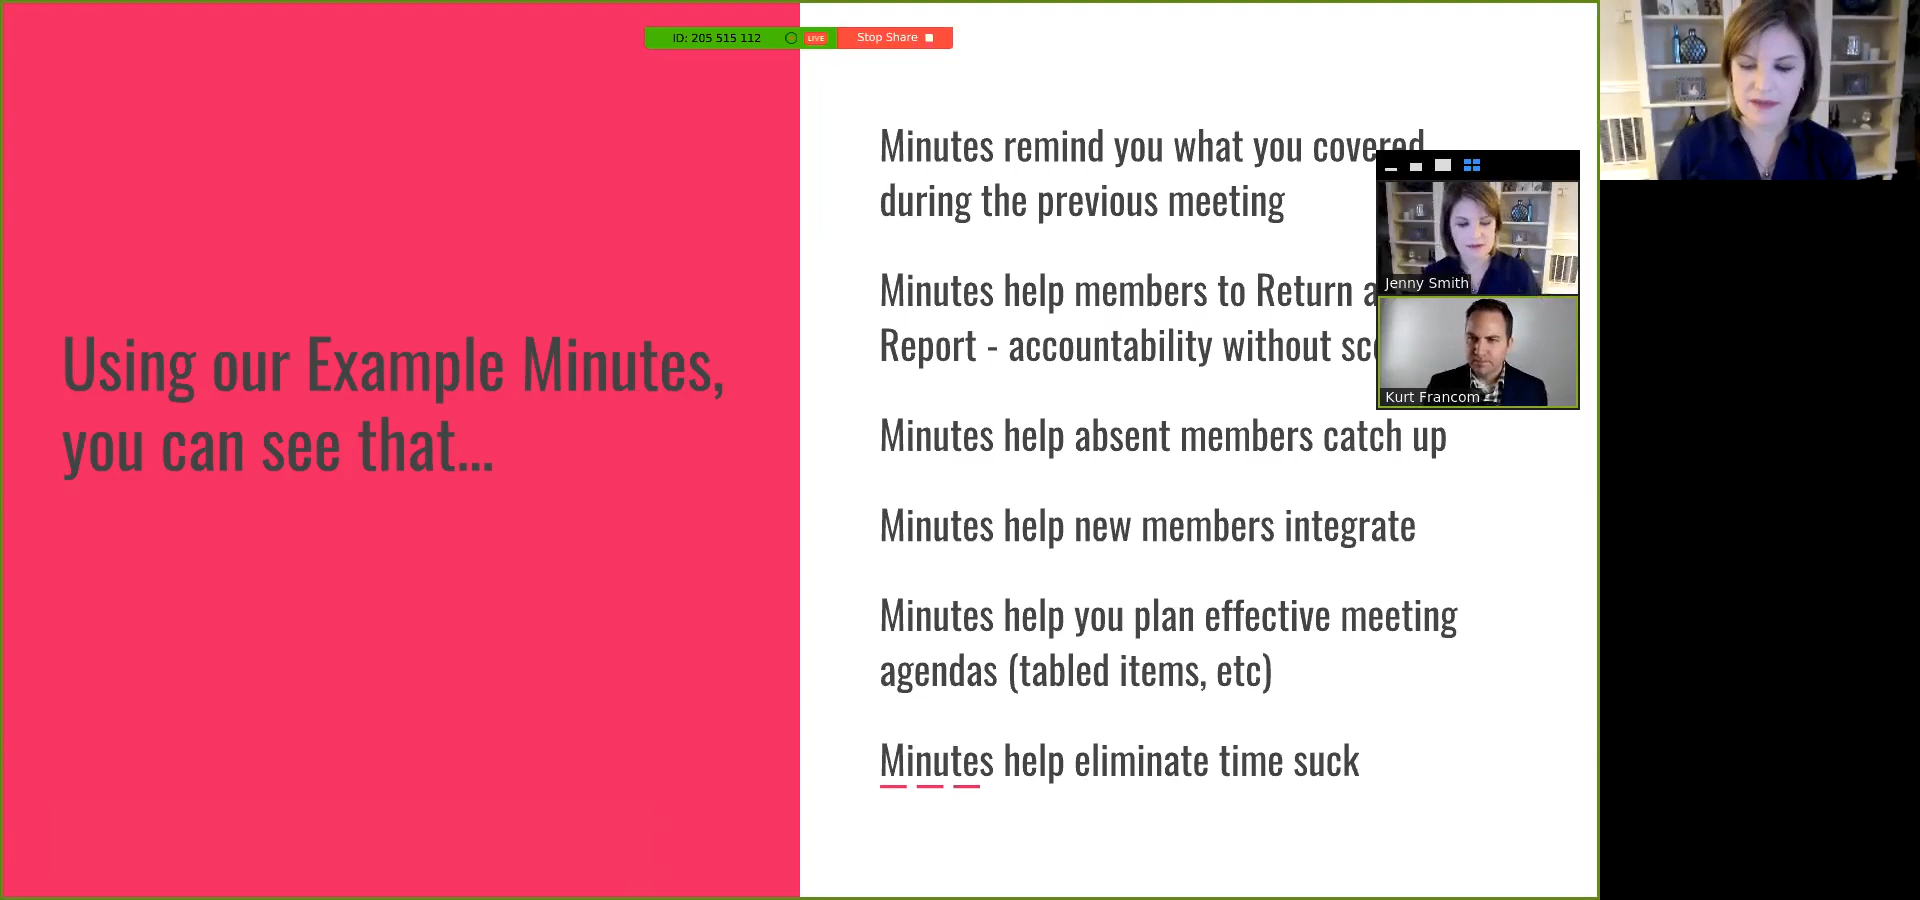 ID: 205 515 112
LIVE
Stop Share
Using our Example Minutes,
you can see that...
Minutes remind you what you covered
during the previous meeting
Minutes help members to Return
Report - accountability without
Minutes help absent members catch up
Minutes help new members integrate
Minutes help you plan effective meeting
agendas (tabled items, etc)
Minutes help eliminate time suck
Jenny Smith
Kurt Francom